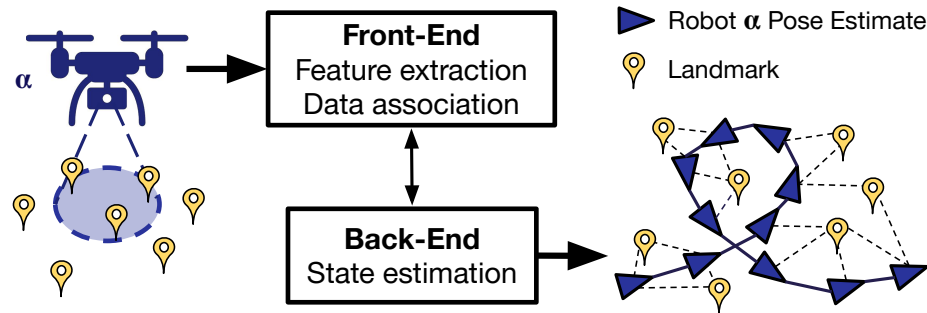 α
Front-End
Feature extraction
Data association
Back-End
State estimation
Robot α Pose Estimate
Landmark